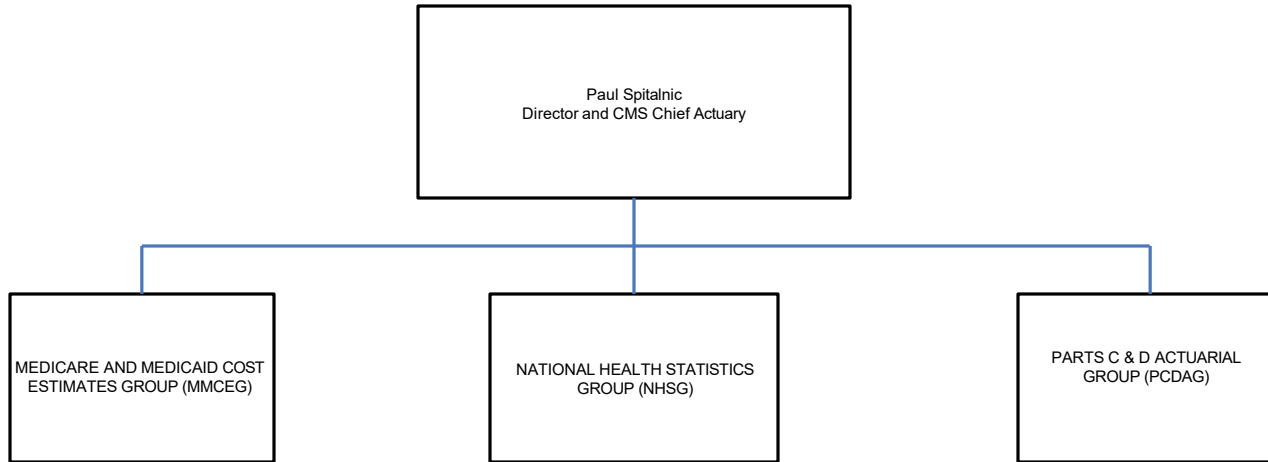 Paul Spitalnic
Director and CMS Chief Actuary
MEDICARE AND MEDICAID COST
ESTIMATES GROUP (MMCEG)
NATIONAL HEALTH STATISTICS
GROUP (NHSG)
PARTS C & D ACTUARIAL
GROUP (PCDAG)